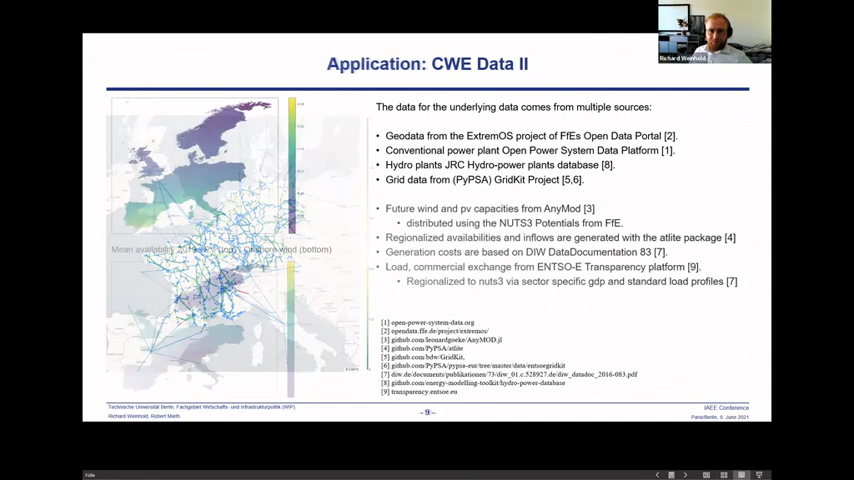 Richard Weinhold
Application: CWE Data II
The data for the underlying data comes from multiple sources:
• Geodata from the ExtremOS project of FfEs Open Data Portal [2].
• Conventional power plant Open Power System Data Platform [1].
• Hydro plants JRC Hydro-power plants database [8].
• Grid data from (PyPSA) GridKit Project [5,6].
• Future wind and pv capacities from AnyMod [3]
• distributed using the NUTS3 Potentials from FfE.
• Regionalized availabilities and inflows are generated with the atlite package [4]
• Generation costs are based on DIW DataDocumentation 83 [7].
• Load, commercial exchange from ENTSO-E Transparency platform [9].
• Regionalized to nuts3 via sector specific gdp and standard load profiles [7]
Mean availability wind (bottom)
[1] open-power-system-data.org
[2] opendata.ffe.de/project/extremos/
[3] github.com/leonardgoeke/AnyMOD.jl
[4] github.com/PyPSA/atlite
[5] github.com/bdw/GridKit,
[6] github.com/PyPSA/pypsa-eur/tree/master/data/entsoegridkit
[7] diw.de/documents/publikationen/73/diw_01.c.528927.de/diw_datadoc_2016-083.pdf
[8] github.com/energy-modelling-toolkit/hydro-power-database
[9] transparency.entsoe.eu
Technische Universität Berlin, Fachgebiet Wirtschafts- und Infrastrukturpolitik (WIP)
Richard Weinhold, Robert Mieth
- 9 -
IAEE Conference
Paris/Berlin, 9. June 2021
Folie